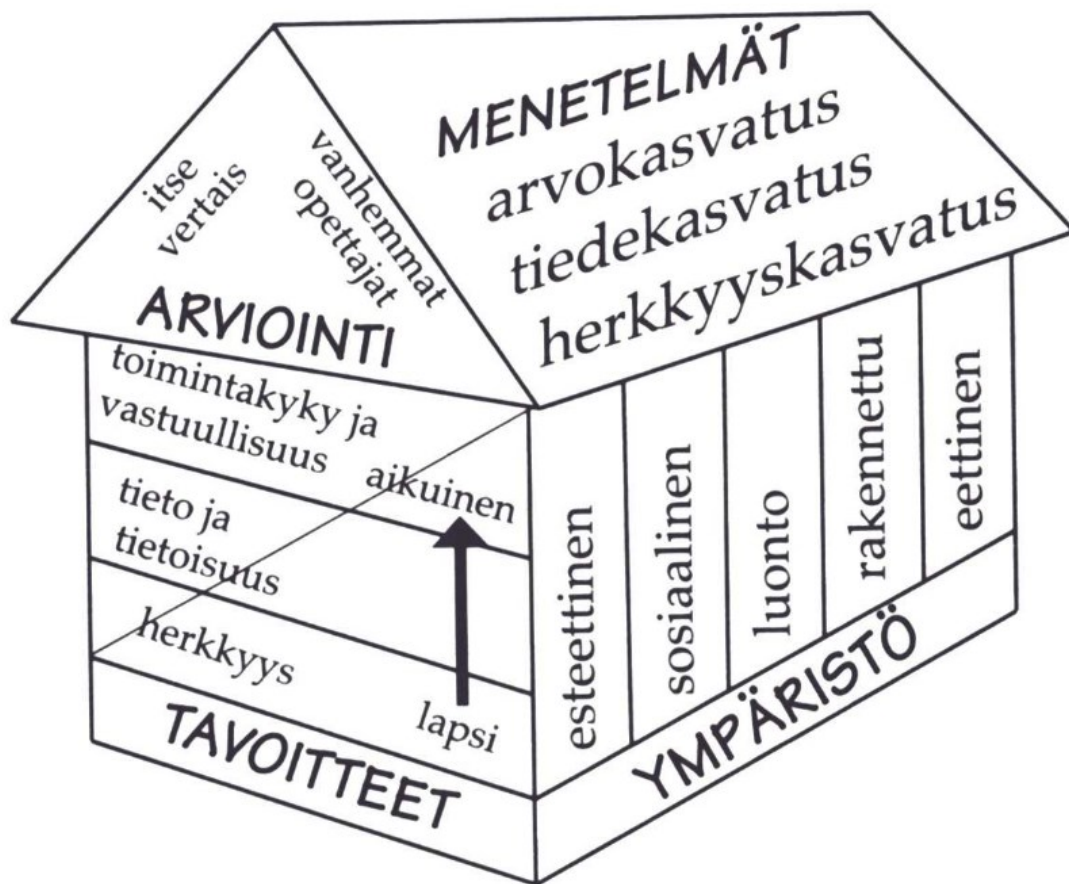 MENETELMÄT
arvokasvatus
tiedekasvatus
herkkyyskasvatus
itse
vertais
vanhemmat
opettajat
ARVIOINTI
toimintakyky ja
vastuullisuus
aikuinen
tieto ja
tietoisuus
herkkyys
lapsi
TAVOITTEET
esteettinen
sosiaalinen
luonto
rakennettu
eettinen
YMPÄRISTÖ